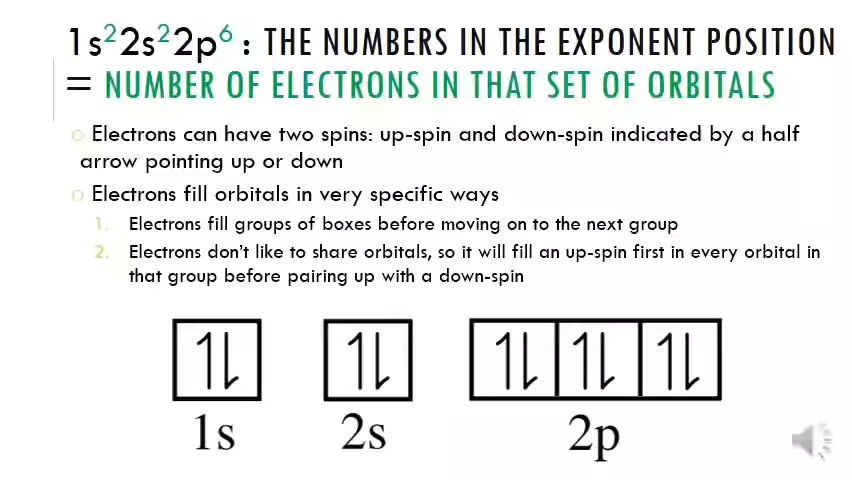 1s²2s²2p⁶ : THE NUMBERS IN THE EXPONENT POSITION
= NUMBER OF ELECTRONS IN THAT SET OF ORBITALS
Electrons can have two spins: up-spin and down-spin indicated by a half
arrow pointing up or down
Electrons fill orbitals in very specific ways
1. Electrons fill groups of boxes before moving on to the next group
2. Electrons don't like to share orbitals, so it will fill an up-spin first in every orbital in
that group before pairing up with a down-spin
1s 2s 2p